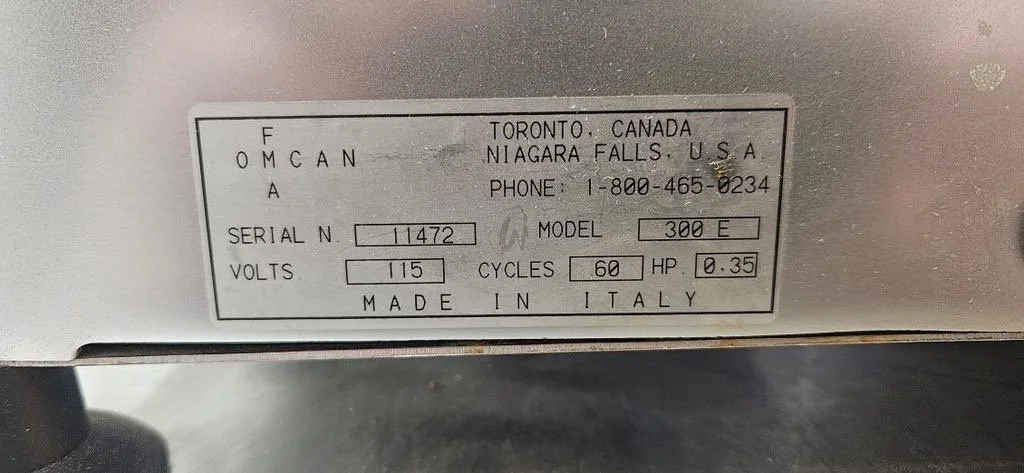 F
OMCAN
A
TORONTO, CANADA
NIAGARA FALLS, U.S.A.
PHONE: 1-800-465-0234
SERIAL N. 11472 MODEL 300 E
VOLTS. 115 CYCLES 60 HP. 0.35
MADE IN ITALY